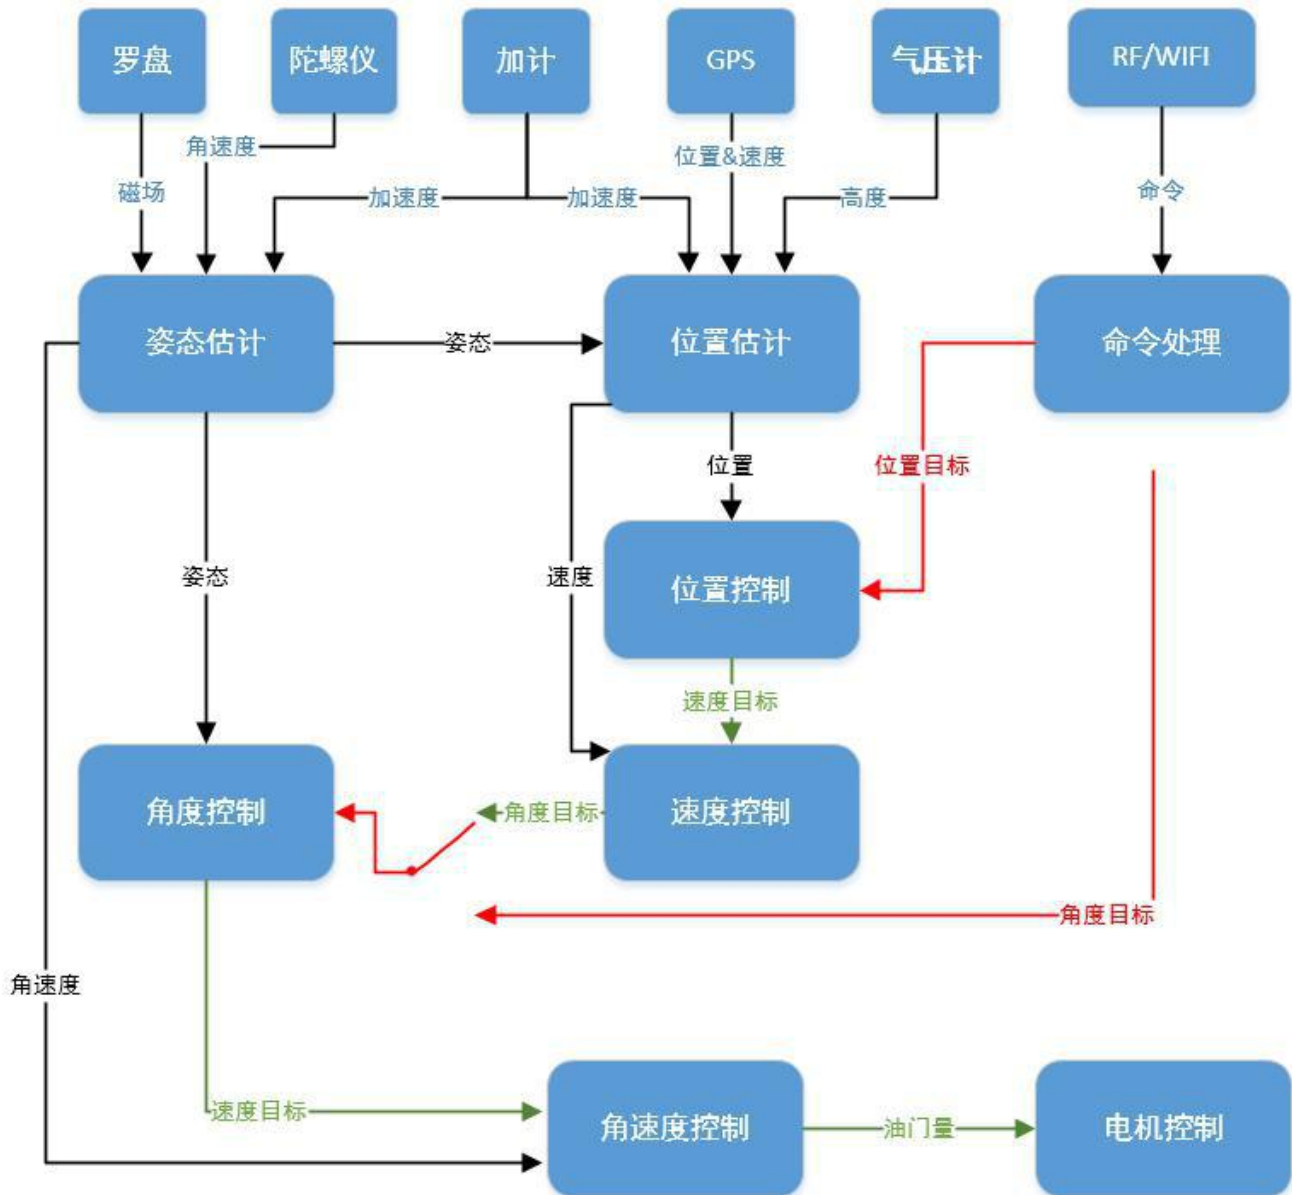 罗盘
陀螺仪
加计
GPS
气压计
RF/WIFI
角速度
位置&速度
磁场
加速度
加速度
高度
命令
姿态估计
姿态
位置估计
命令处理
位置
位置目标
姿态
速度
位置控制
速度目标
角度控制
角度目标
速度控制
角度目标
角速度
速度目标
角速度控制
油门量
电机控制